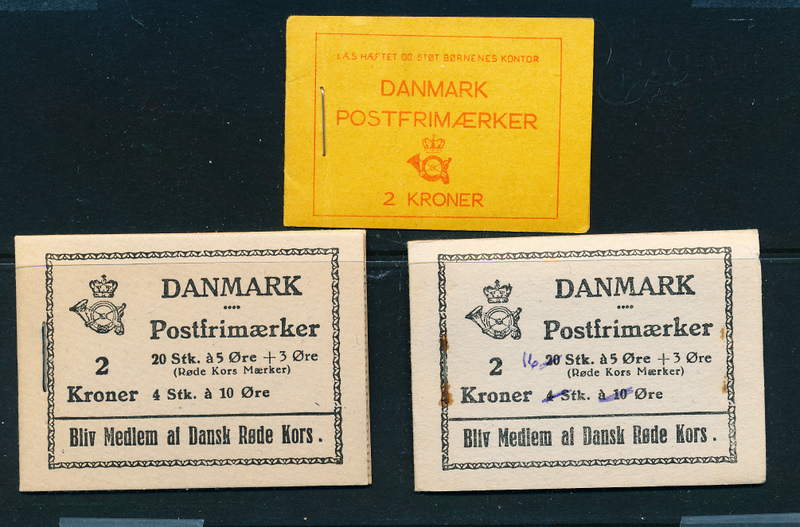 LÆS HÆFTET OG STØT BØRNENES KONTOR
DANMARK
POSTFRIMÆRKER
2 KRONER
DANMARK
Postfrimærker
2 20 Stk. à 5 Øre + 3 Øre
(Røde Kors Mærker)
Kroner 4 Stk. à 10 Øre
Bliv Medlem af Dansk Røde Kors.
DANMARK
Postfrimærker
2 16 20 Stk. à 5 Øre + 3 Øre
(Røde Kors Mærker)
Kroner 4 Stk. à 10 Øre
Bliv Medlem af Dansk Røde Kors.